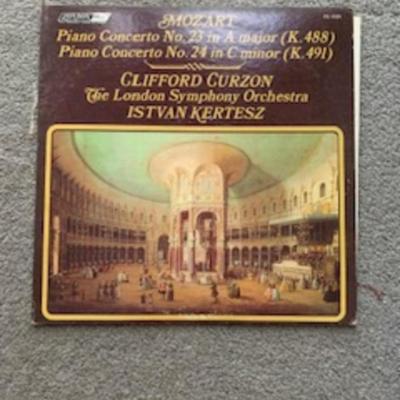 LONDON
MOZART
Piano Concerto No. 23 in A major (K. 488)
Piano Concerto No. 24 in C minor (K. 491)
CLIFFORD CURZON
The London Symphony Orchestra
ISTVAN KERTESZ